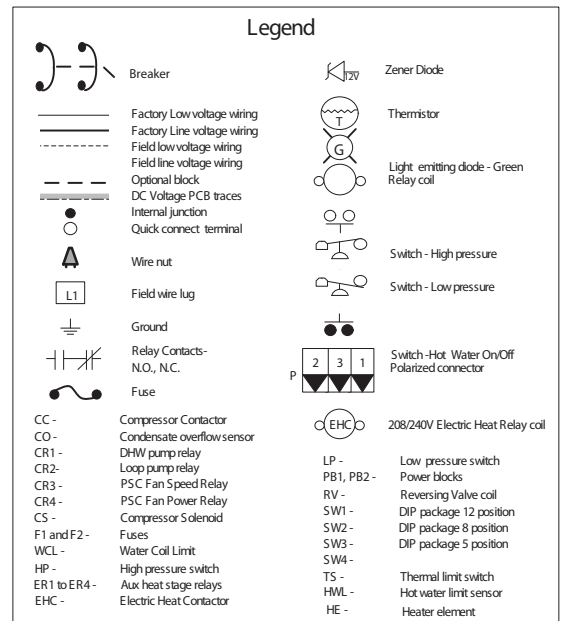 Legend
Breaker
Factory Low voltage wiring
Factory Line voltage wiring
Field low voltage wiring
Field line voltage wiring
Optional block
DC Voltage PCB traces
Internal junction
Quick connect terminal
Wire nut
L1 Field wire lug
Ground
Relay Contacts-
N.O., N.C.
Fuse
CC - Compressor Contactor
CO - Condensate overflow sensor
CR1 - DHW pump relay
CR2- Loop pump relay
CR3 - PSC Fan Speed Relay
CR4 - PSC Fan Power Relay
CS - Compressor Solenoid
F1 and F2 - Fuses
WCL - Water Coil Limit
HP - High pressure switch
ER1 to ER4 - Aux heat stage relays
EHC - Electric Heat Contactor
12V Zener Diode
T Thermistor
G
Light emitting diode - Green
Relay coil
Switch - High pressure
Switch - Low pressure
Switch -Hot Water On/Off
P 2 3 1 Polarized connector
EHC 208/240V Electric Heat Relay coil
LP - Low pressure switch
PB1, PB2 - Power blocks
RV - Reversing Valve coil
SW1 - DIP package 12 position
SW2 - DIP package 8 position
SW3 - DIP package 5 position
SW4 -
TS - Thermal limit switch
HWL - Hot water limit sensor
HE - Heater element